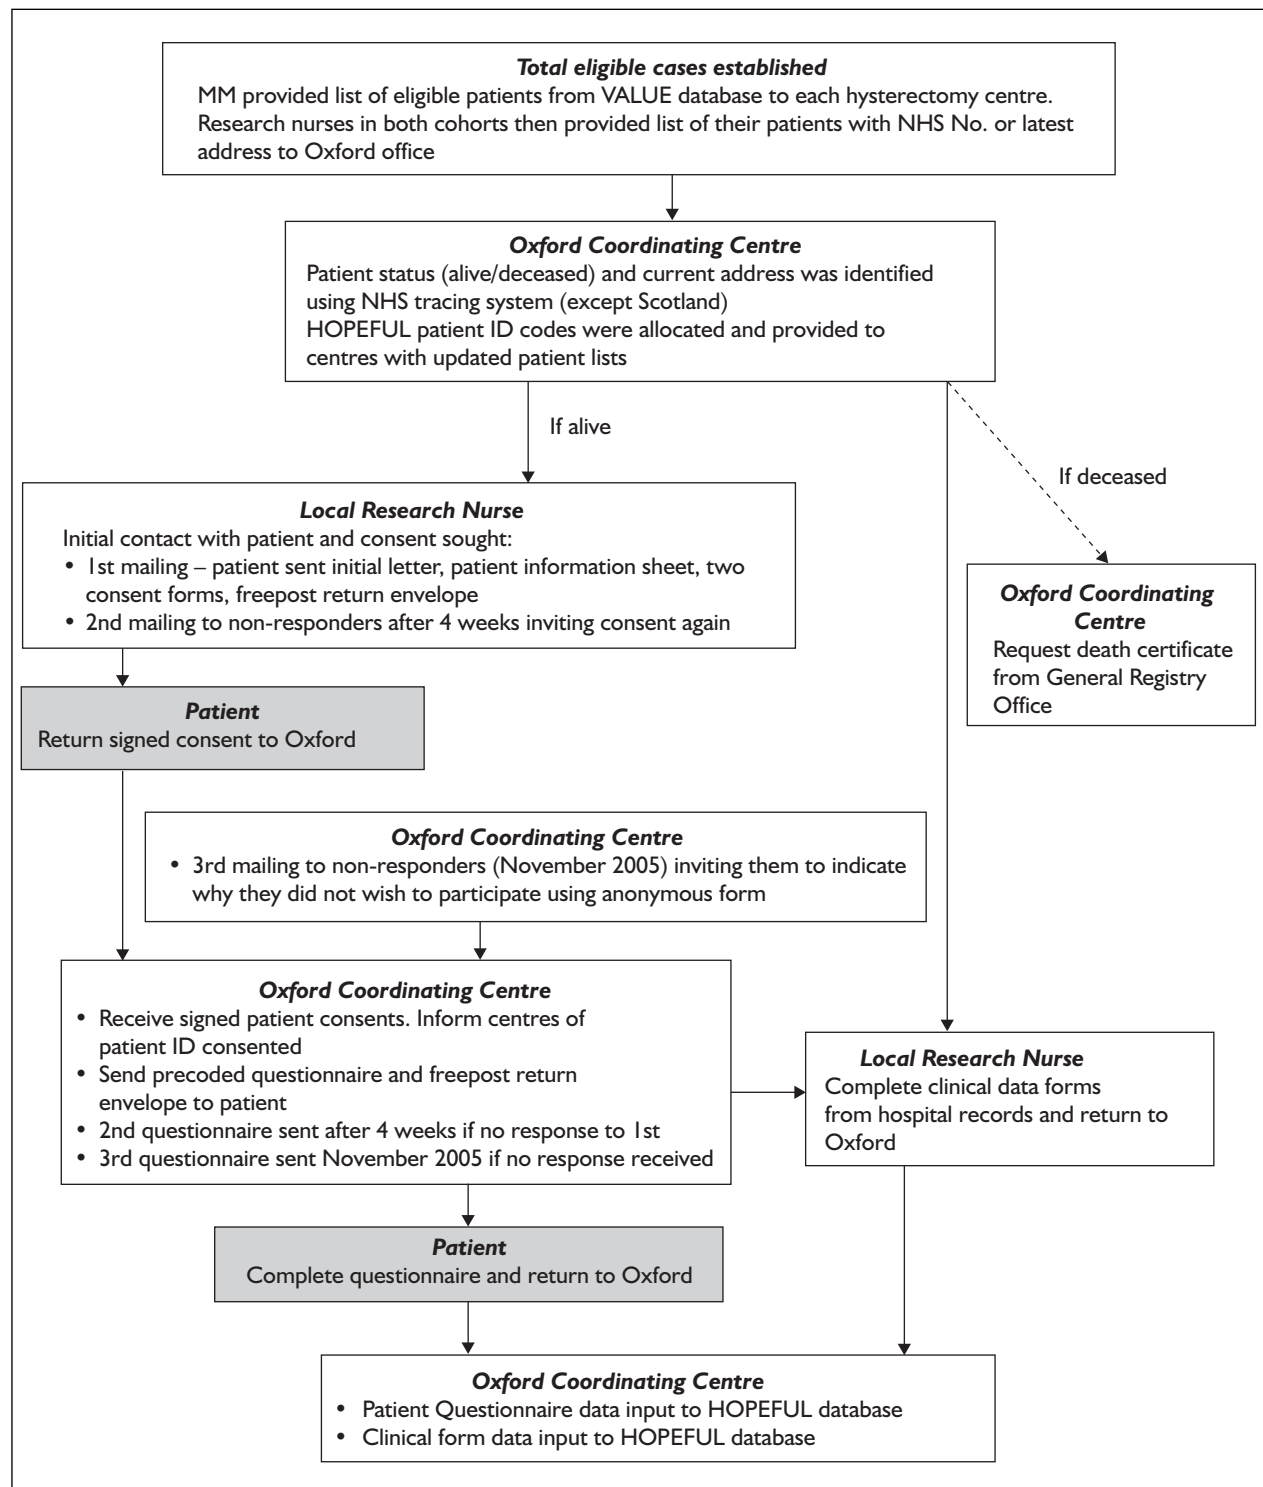 Total eligible cases established
MM provided list of eligible patients from VALUE database to each hysterectomy centre.
Research nurses in both cohorts then provided list of their patients with NHS No. or latest
address to Oxford office
Oxford Coordinating Centre
Patient status (alive/deceased) and current address was identified
using NHS tracing system (except Scotland)
HOPEFUL patient ID codes were allocated and provided to
centres with updated patient lists
If alive
If deceased
Local Research Nurse
Initial contact with patient and consent sought:
• 1st mailing – patient sent initial letter, patient information sheet, two
consent forms, freepost return envelope
• 2nd mailing to non-responders after 4 weeks inviting consent again
Oxford Coordinating
Centre
Request death certificate
from General Registry
Office
Patient
Return signed consent to Oxford
Oxford Coordinating Centre
• 3rd mailing to non-responders (November 2005) inviting them to indicate
why they did not wish to participate using anonymous form
Oxford Coordinating Centre
• Receive signed patient consents. Inform centres of
patient ID consented
• Send precoded questionnaire and freepost return
envelope to patient
• 2nd questionnaire sent after 4 weeks if no response to 1st
• 3rd questionnaire sent November 2005 if no response received
Local Research Nurse
Complete clinical data forms
from hospital records and return to
Oxford
Patient
Complete questionnaire and return to Oxford
Oxford Coordinating Centre
• Patient Questionnaire data input to HOPEFUL database
• Clinical form data input to HOPEFUL database